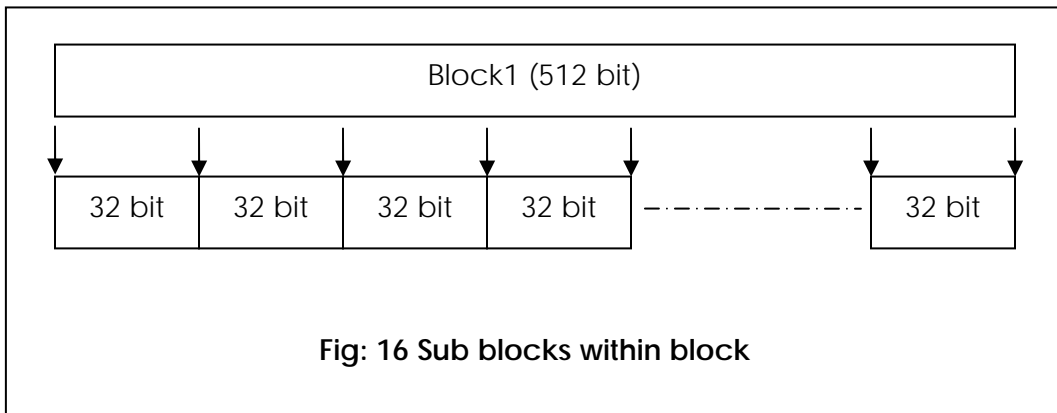 Block1 (512 bit)
32 bit 32 bit 32 bit 32 bit 32 bit
Fig: 16 Sub blocks within block